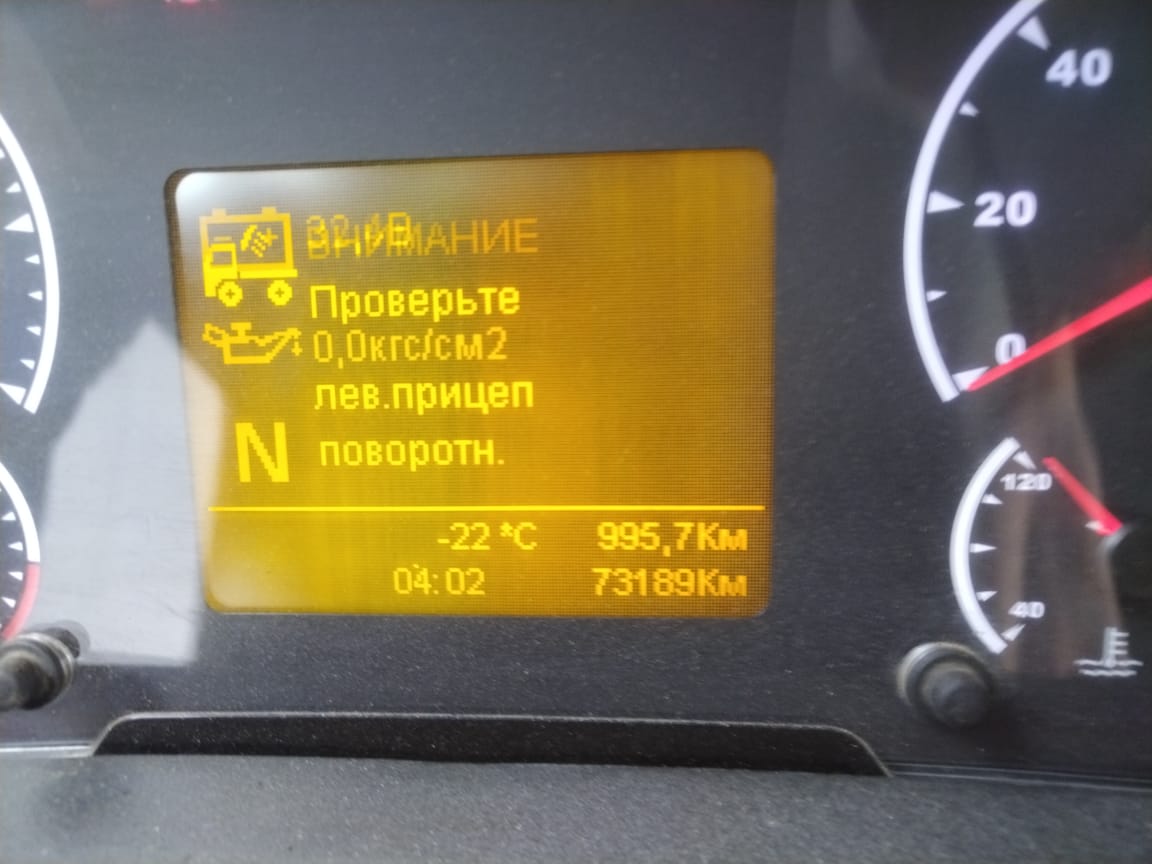 ВНИМАНИЕ
Проверьте
0,0кгс/см2
лев.прицеп
N поворотн.
-22 *C 995,7Км
04:02 73189Км
40
20
0
120
40